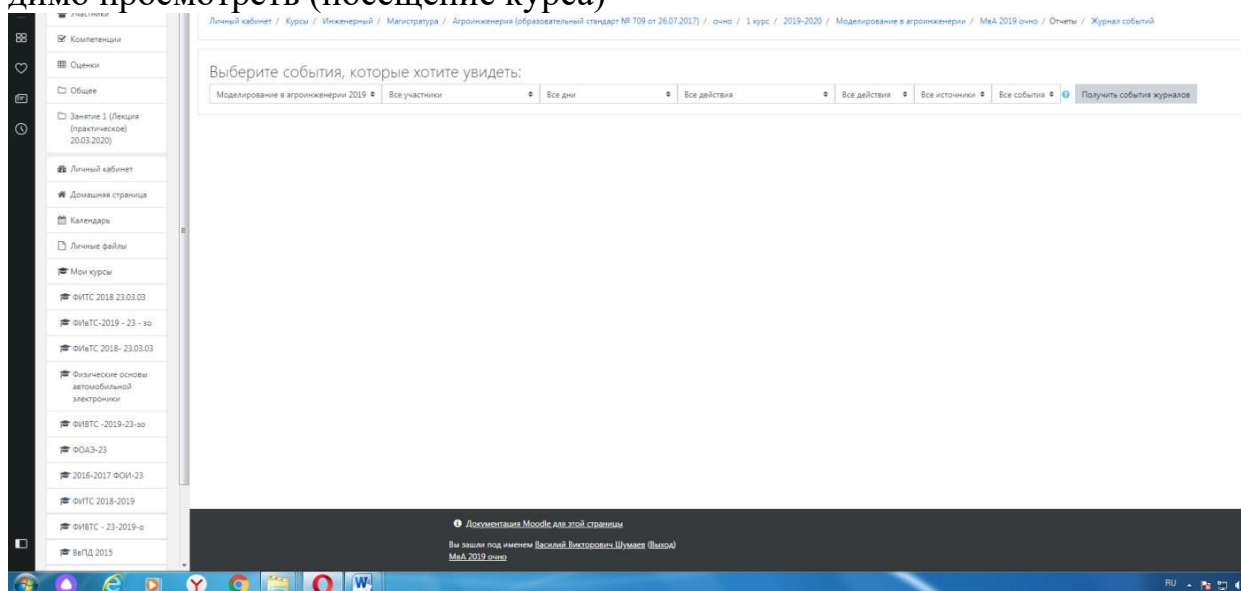 димо просмотреть (посещение курса)
Участники
Личный кабинет / Курсы / Инженерный / Магистратура / Агроинженерия (образовательный стандарт № 709 от 26.07.2017) / очно / 1 курс / 2019-2020 / Моделирование в агроинженерии / МвА 2019 очно / Отчеты / Журнал событий
Компетенции
Оценки
Выберите события, которые хотите увидеть:
Общее
Моделирование в агроинженерии 2019 Все участники Все дни Все действия Все действия Все источники Все события Получить события журналов
Занятие 1 (Лекция
(практическое)
20.03.2020)
Личный кабинет
Домашняя страница
Календарь
Личные файлы
Мои курсы
ФИТС 2018 23.03.03
ФИвТС-2019 - 23 - зо
ФИвТС 2018- 23.03.03
Физические основы
автомобильной
электроники
ФИВТС -2019-23-зо
ФОАЭ-23
2016-2017 ФОИ-23
ФИТС 2018-2019
ФИВТС - 23-2019-о
ВеПД 2015
Документация Moodle для этой страницы
Вы зашли под именем Василий Викторович Шумаев (Выход)
МвА 2019 очно
RU